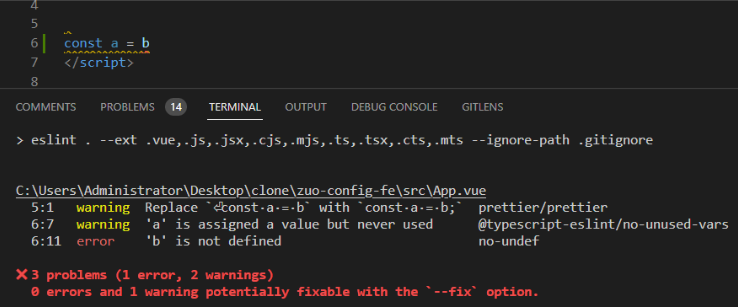 4
5
6 const a = b
7 </script>
8
COMMENTS PROBLEMS 14 TERMINAL OUTPUT DEBUG CONSOLE GITLENS
> eslint . --ext .vue,.js,.jsx,.cjs,.mjs,.ts,.tsx,.cts,.mts --ignore-path .gitignore
C:\Users\Administrator\Desktop\clone\zuo-config-fe\src\App.vue
5:1 warning Replace `⏎const·a·=·b` with `const·a·=·b;` prettier/prettier
6:7 warning 'a' is assigned a value but never used @typescript-eslint/no-unused-vars
6:11 error 'b' is not defined no-undef
✖ 3 problems (1 error, 2 warnings)
0 errors and 1 warning potentially fixable with the `--fix` option.